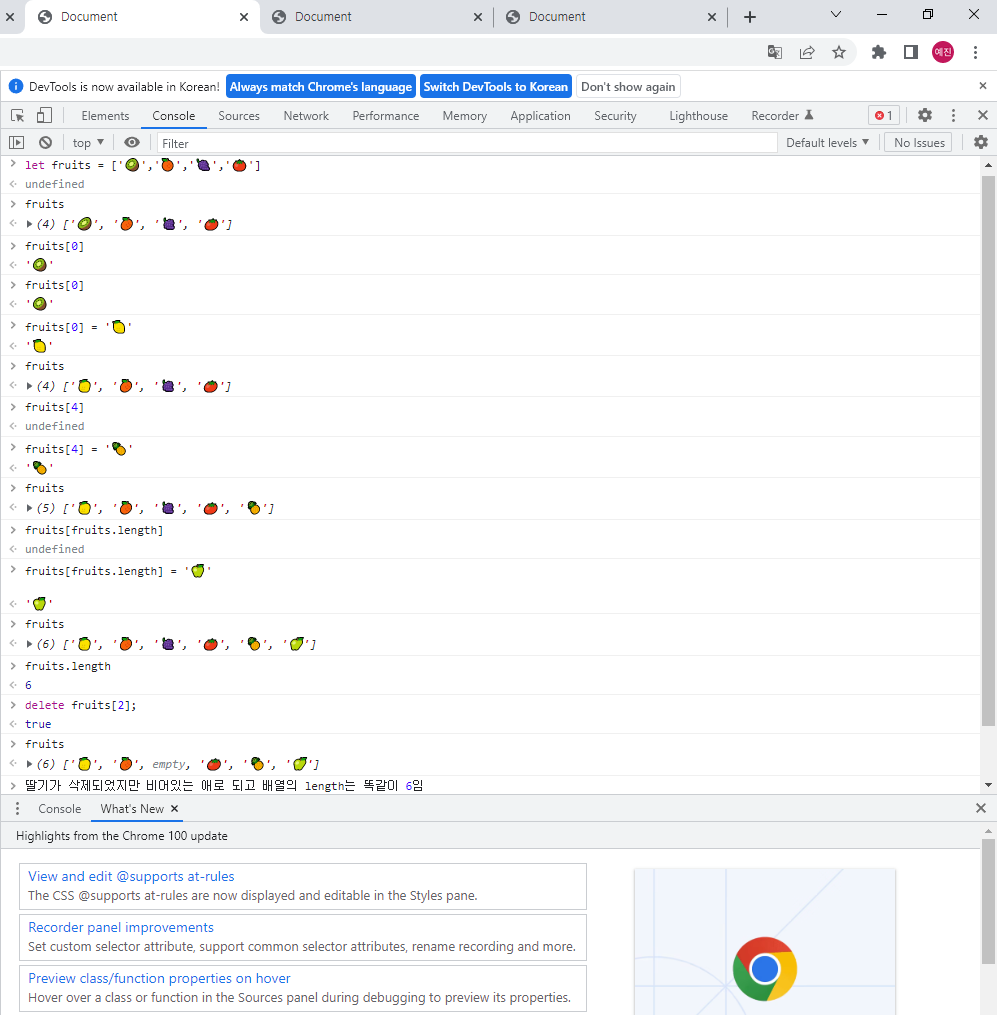 Document
Document
Document
예진
DevTools is now available in Korean! Always match Chrome's language Switch DevTools to Korean Don't show again
Elements Console Sources Network Performance Memory Application Security Lighthouse Recorder 1
top Filter Default levels No Issues
let fruits = ['🥝','🍊','🍇','🍅']
undefined
fruits
(4) ['🥝', '🍊', '🍇', '🍅']
fruits[0]
'🥝'
fruits[0]
'🥝'
fruits[0] = '🍋'
'🍋'
fruits
(4) ['🍋', '🍊', '🍇', '🍅']
fruits[4]
undefined
fruits[4] = '🍍'
'🍍'
fruits
(5) ['🍋', '🍊', '🍇', '🍅', '🍍']
fruits[fruits.length]
undefined
fruits[fruits.length] = '🍏'
'🍏'
fruits
(6) ['🍋', '🍊', '🍇', '🍅', '🍍', '🍏']
fruits.length
6
delete fruits[2];
true
fruits
(6) ['🍋', '🍊', empty, '🍅', '🍍', '🍏']
딸기가 삭제되었지만 비어있는 애로 되고 배열의 length는 똑같이 6임
Console What's New
Highlights from the Chrome 100 update
View and edit @supports at-rules
The CSS @supports at-rules are now displayed and editable in the Styles pane.
Recorder panel improvements
Set custom selector attribute, support common selector attributes, rename recording and more.
Preview class/function properties on hover
Hover over a class or function in the Sources panel during debugging to preview its properties.